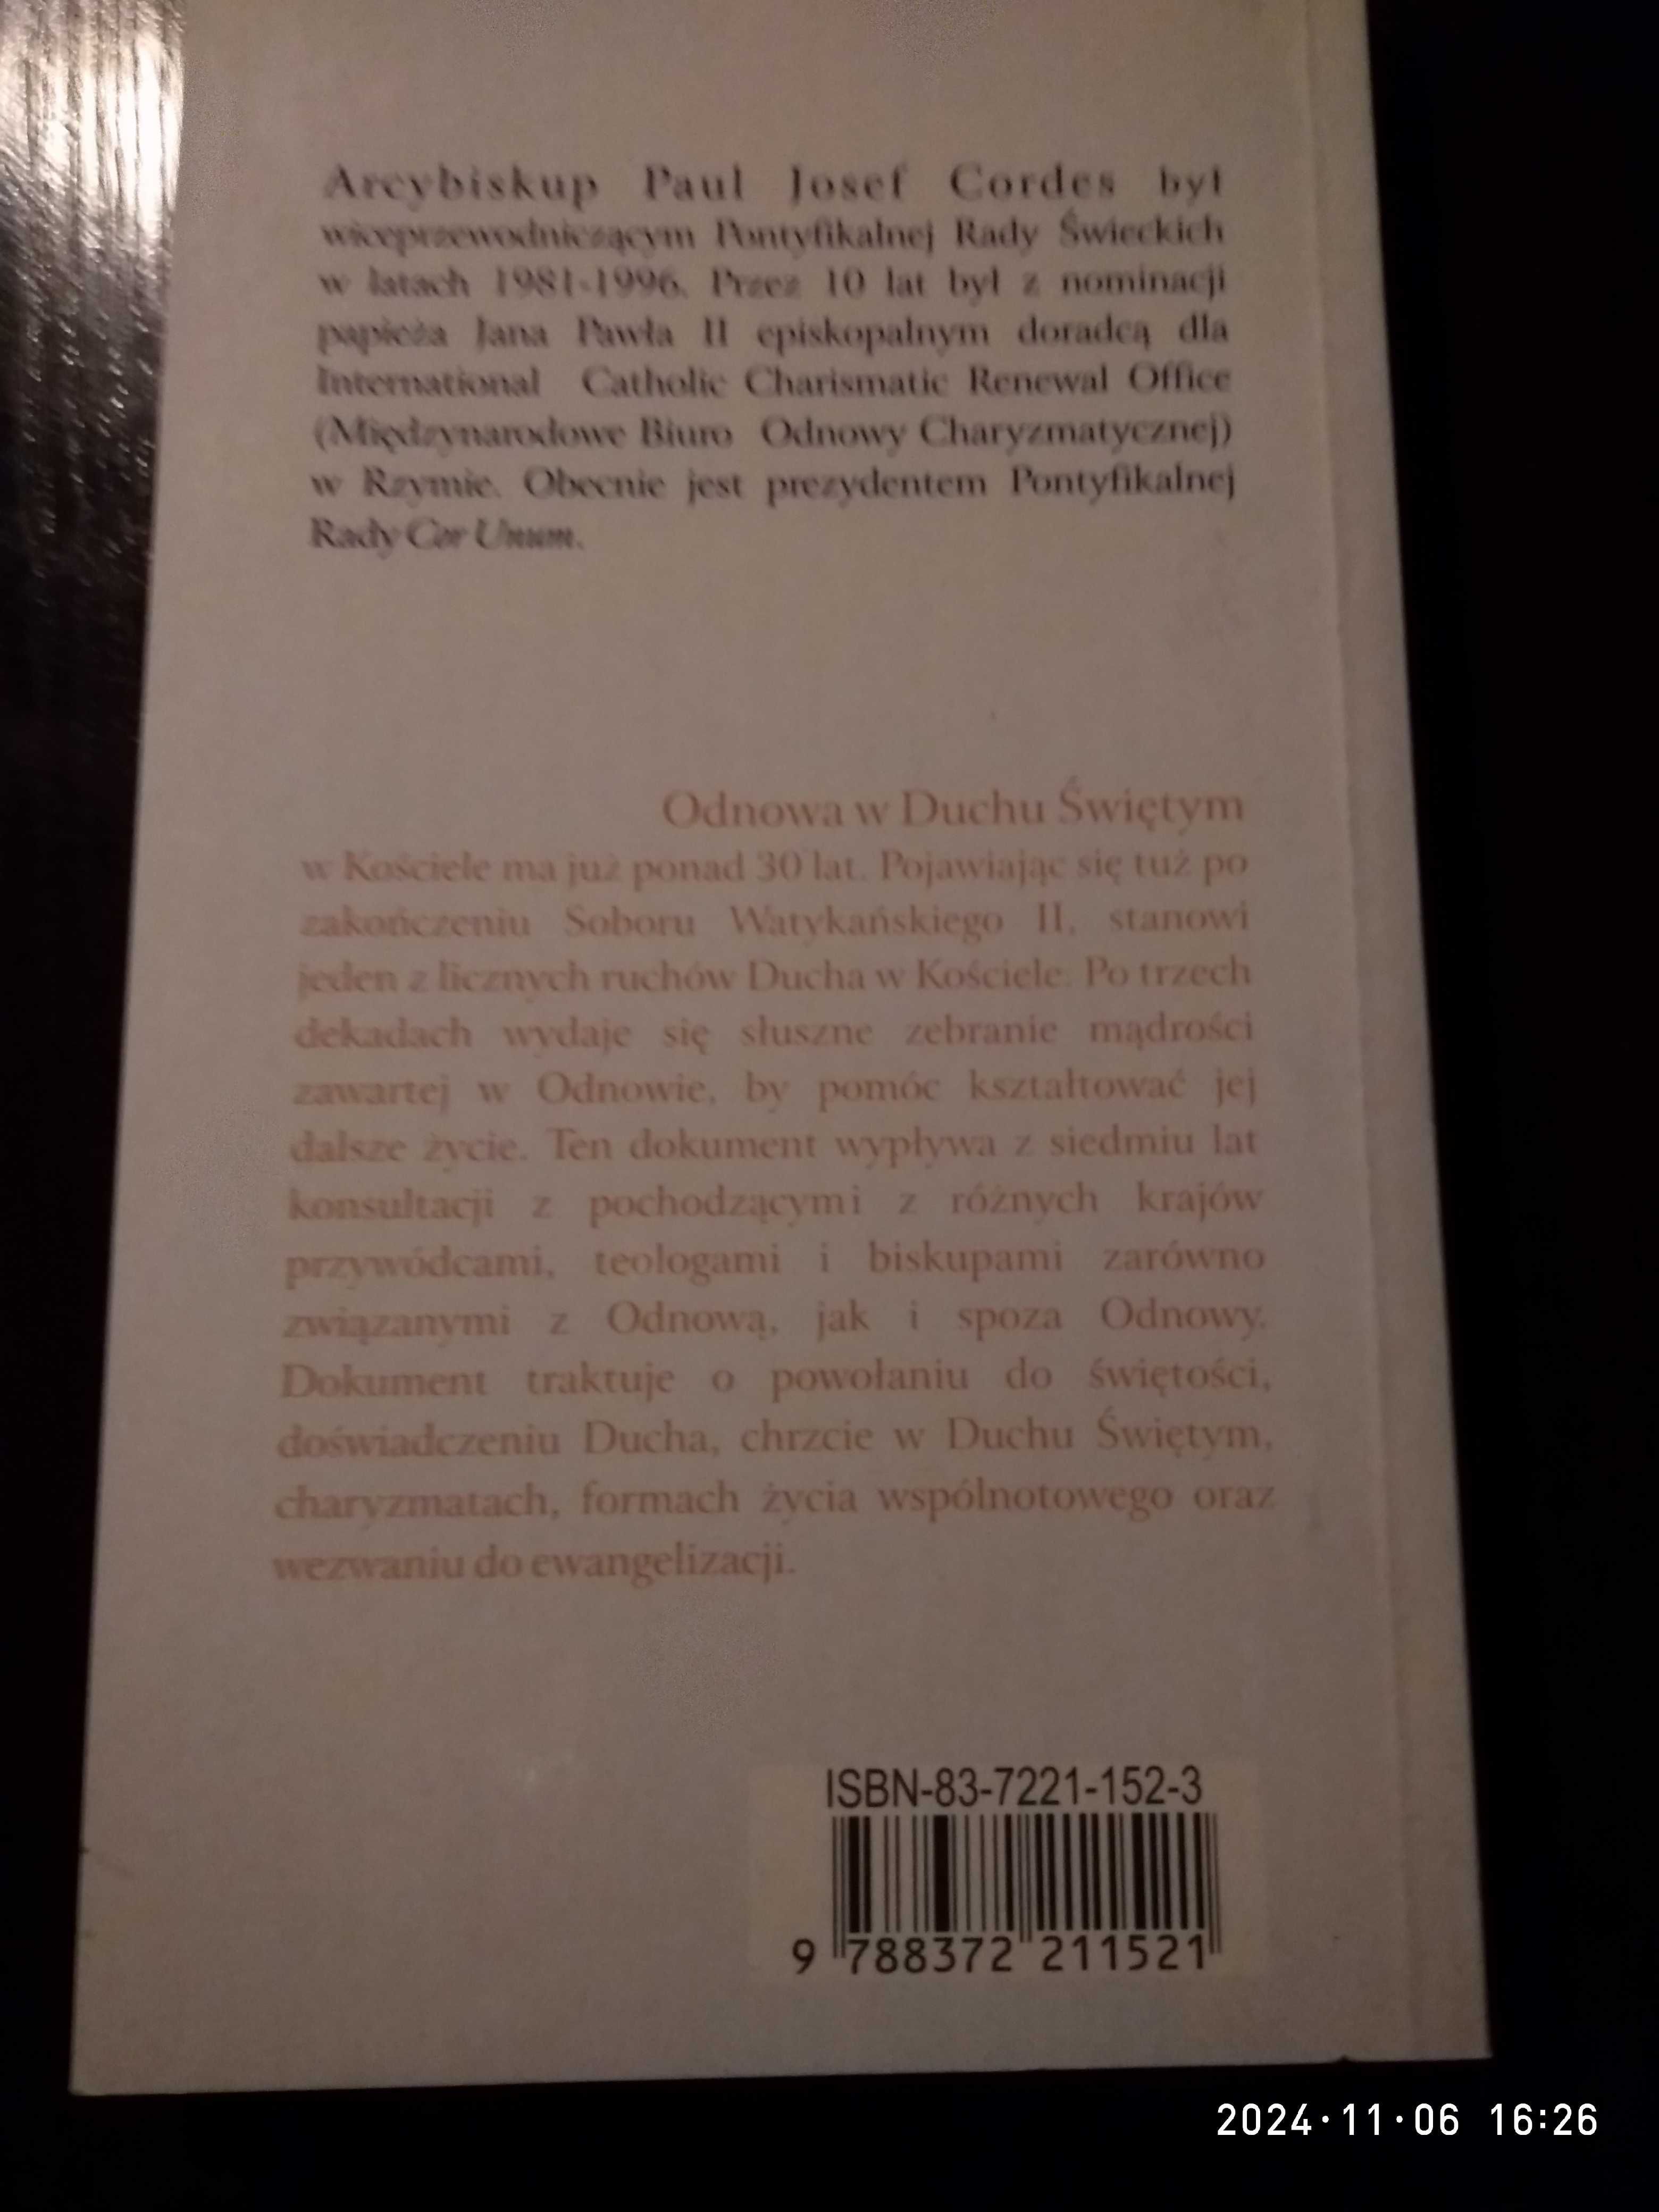 Arcybiskup Paul Josef Cordes był
wiceprzewodniczącym Pontyfikalnej Rady Świeckich
w latach 1981-1996. Przez 10 lat był z nominacji
papieża Jana Pawła II episkopalnym doradcą dla
International Catholic Charismatic Renewal Office
(Międzynarodowe Biuro Odnowy Charyzmatycznej)
w Rzymie. Obecnie jest prezydentem Pontyfikalnej
Rady Cor Unum.
Odnowa w Duchu Świętym
w Kościele ma już ponad 30 lat. Pojawiając się tuż po
zakończeniu Soboru Watykańskiego II, stanowi
jeden z licznych ruchów Ducha w Kościele. Po trzech
dekadach wydaje się słuszne zebranie mądrości
zawartej w Odnowie, by pomóc kształtować jej
dalsze życie. Ten dokument wypływa z siedmiu lat
konsultacji z pochodzącymi z różnych krajów
przywódcami, teologami i biskupami zarówno
związanymi z Odnową, jak i spoza Odnowy.
Dokument traktuje o powołaniu do świętości,
doświadczeniu Ducha, chrzcie w Duchu Świętym,
charyzmatach, formach życia wspólnotowego oraz
wezwaniu do ewangelizacji.
ISBN-83-7221-152-3
9 788372 211521
2024·11·06 16:26